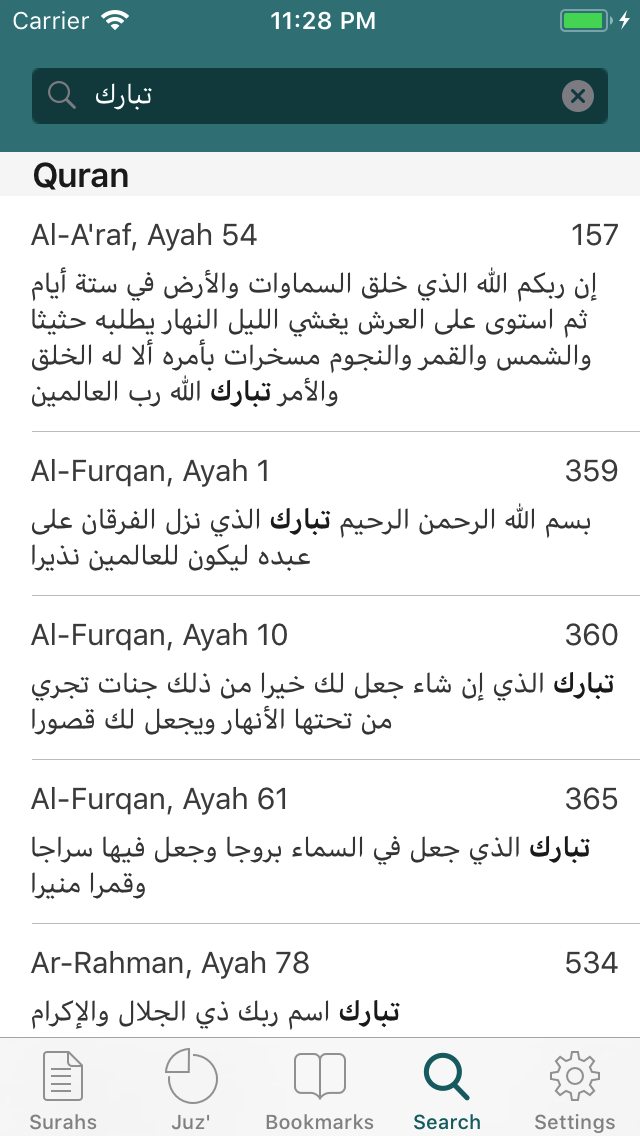 Carrier 11:28 PM
تبارك
Quran
Al-A'raf, Ayah 54 157
إن ربكم الله الذي خلق السماوات والأرض في ستة أيام
ثم استوى على العرش يغشي الليل النهار يطلبه حثيثا
والشمس والقمر والنجوم مسخرات بأمره ألا له الخلق
والأمر تبارك الله رب العالمين
Al-Furqan, Ayah 1 359
بسم الله الرحمن الرحيم تبارك الذي نزل الفرقان على
عبده ليكون للعالمين نذيرا
Al-Furqan, Ayah 10 360
تبارك الذي إن شاء جعل لك خيرا من ذلك جنات تجري
من تحتها الأنهار ويجعل لك قصورا
Al-Furqan, Ayah 61 365
تبارك الذي جعل في السماء بروجا وجعل فيها سراجا
وقمرا منيرا
Ar-Rahman, Ayah 78 534
تبارك اسم ربك ذي الجلال والإكرام
Surahs Juz' Bookmarks Search Settings